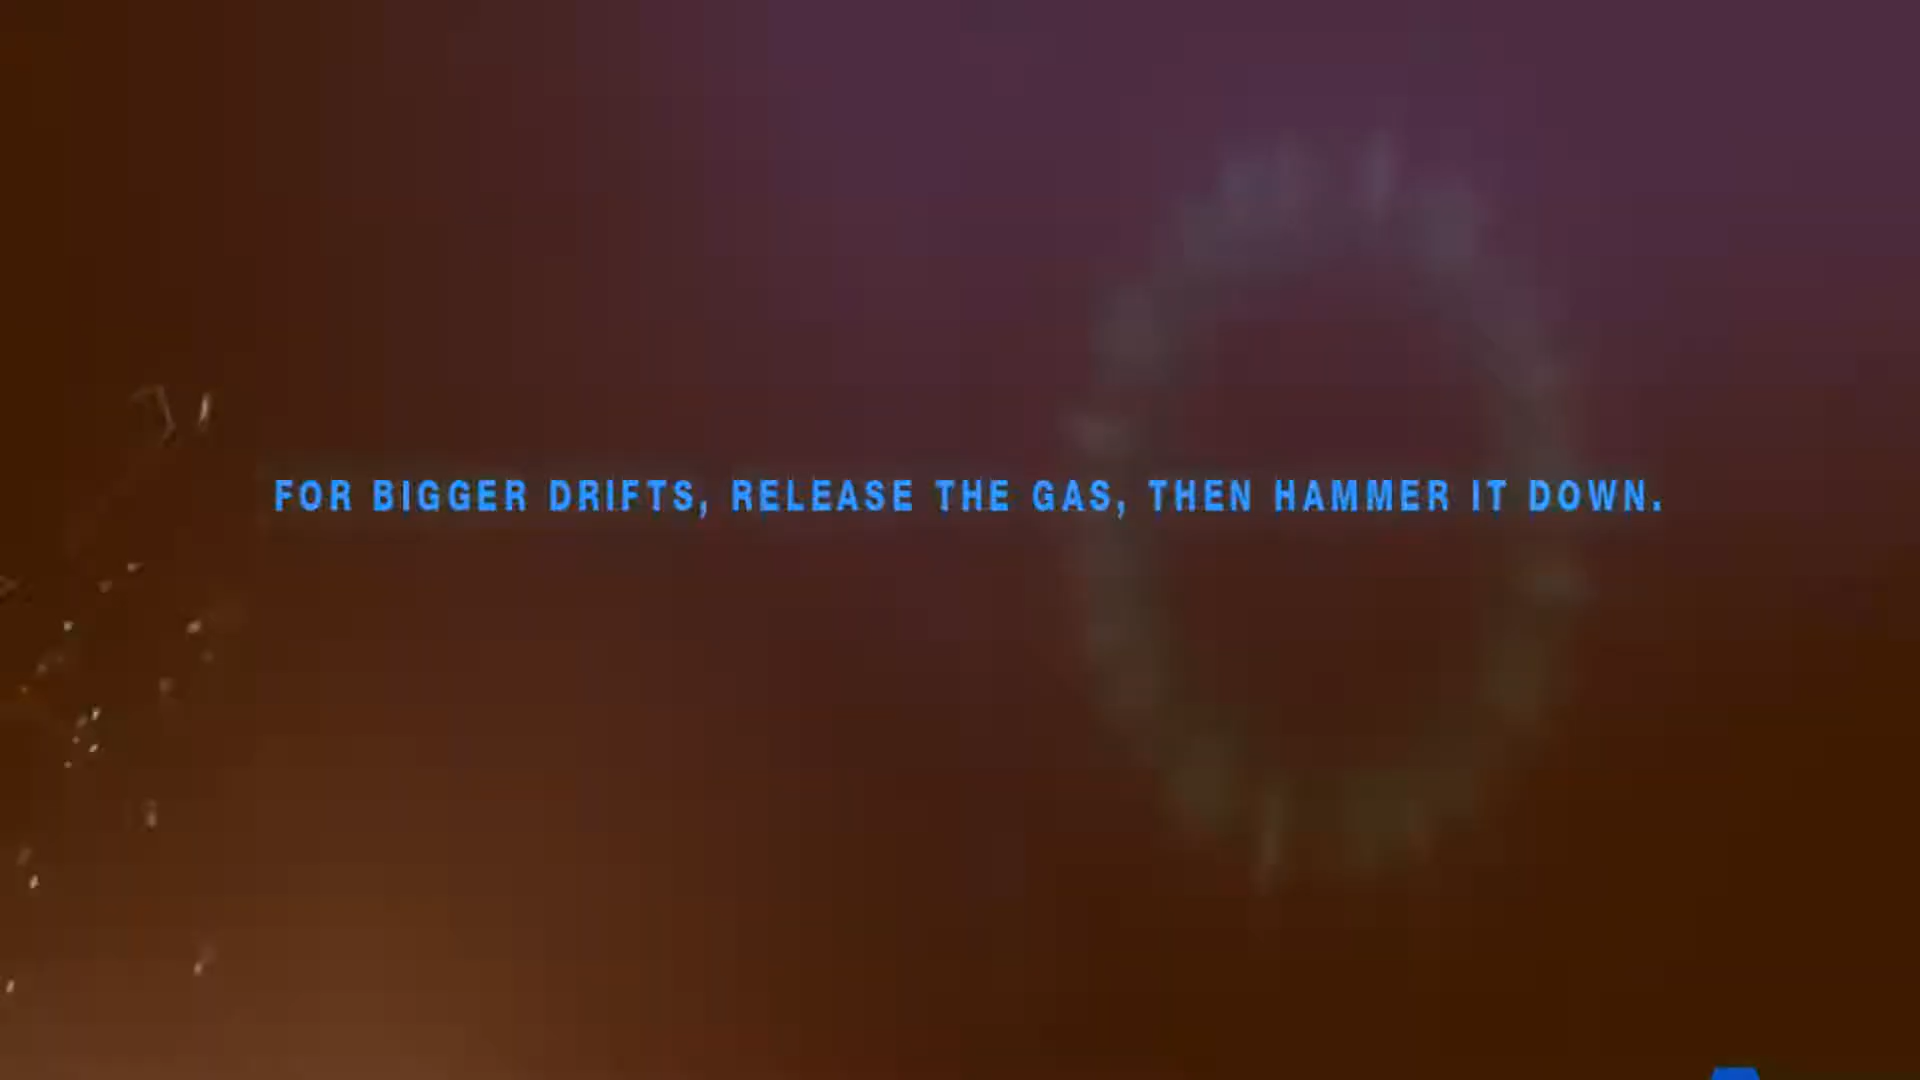 FOR BIGGER DRIFTS, RELEASE THE GAS, THEN HAMMER IT DOWN.